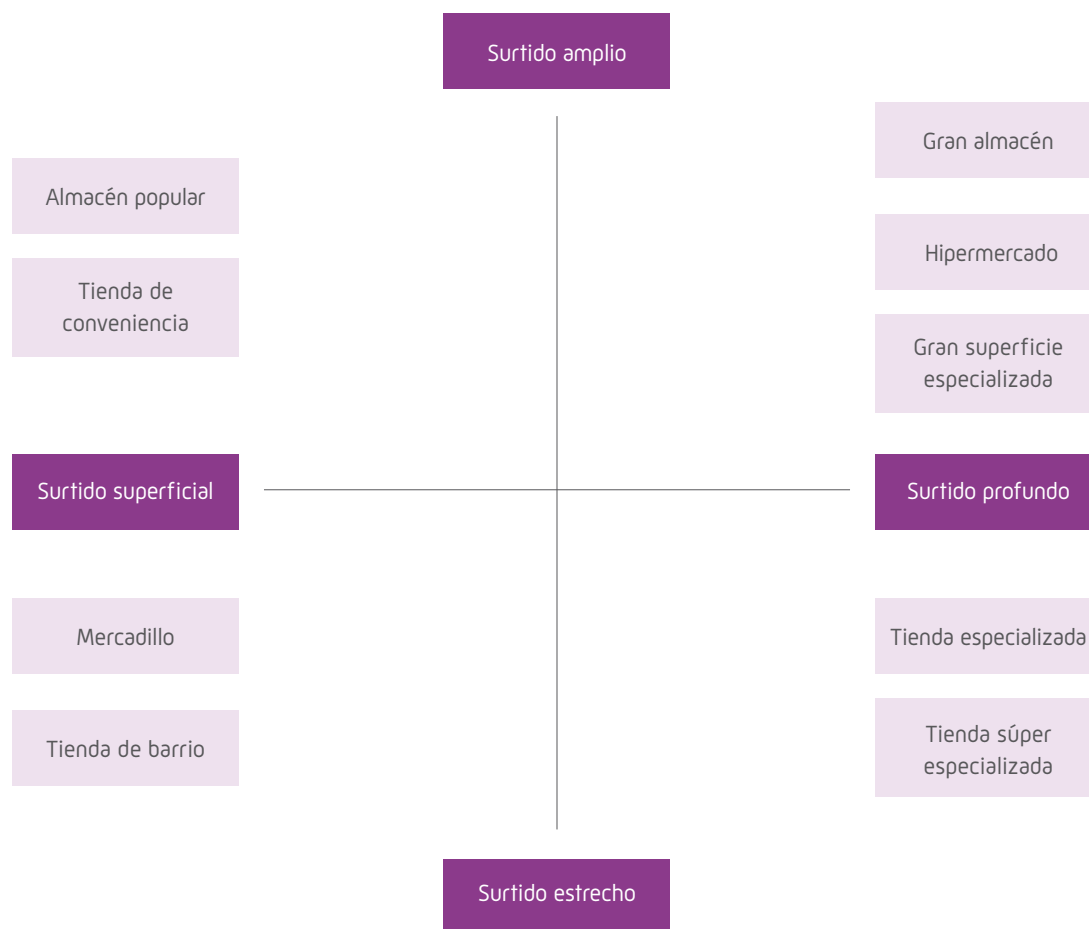 Surtido amplio
Gran almacén
Almacén popular
Hipermercado
Tienda de
conveniencia
Gran superficie
especializada
Surtido superficial
Surtido profundo
Mercadillo
Tienda especializada
Tienda de barrio
Tienda súper
especializada
Surtido estrecho